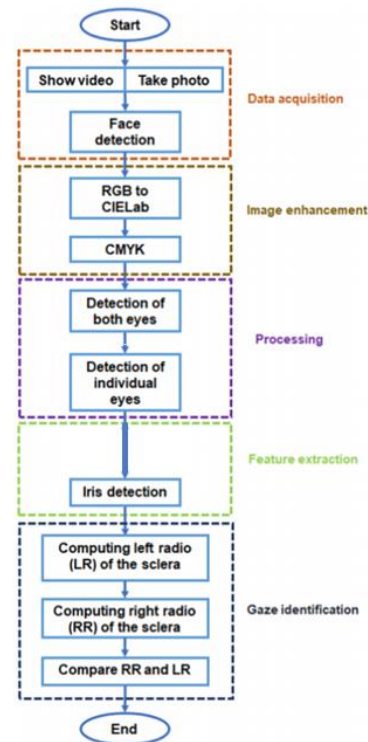 Start
Show video
Take photo
Data acquisition
Face
detection
RGB to
CIELab
Image enhancement
CMYK
Detection of
both eyes
Processing
Detection of
individual
eyes
Feature extraction
Iris detection
Computing left radio
(LR) of the sclera
Computing right radio
(RR) of the sclera
Gaze identification
Compare RR and LR
End